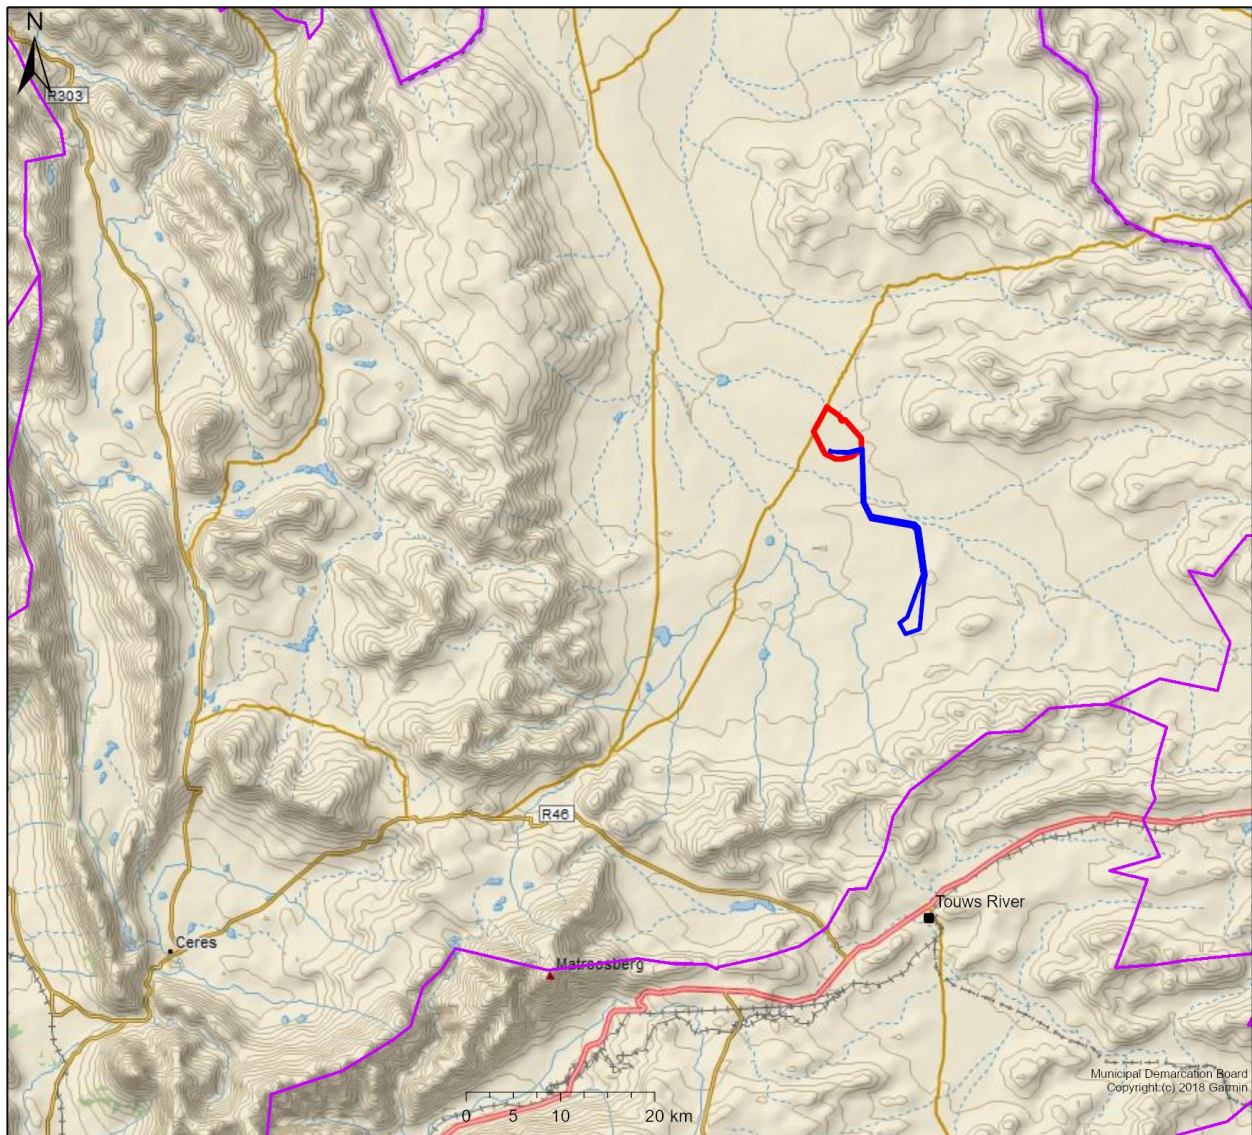 N
R303
R46
Touws River
Ceres
Matroosberg
Municipal Demarcation Board
Copyright:(c) 2018 Garmin
0 5 10 20 km